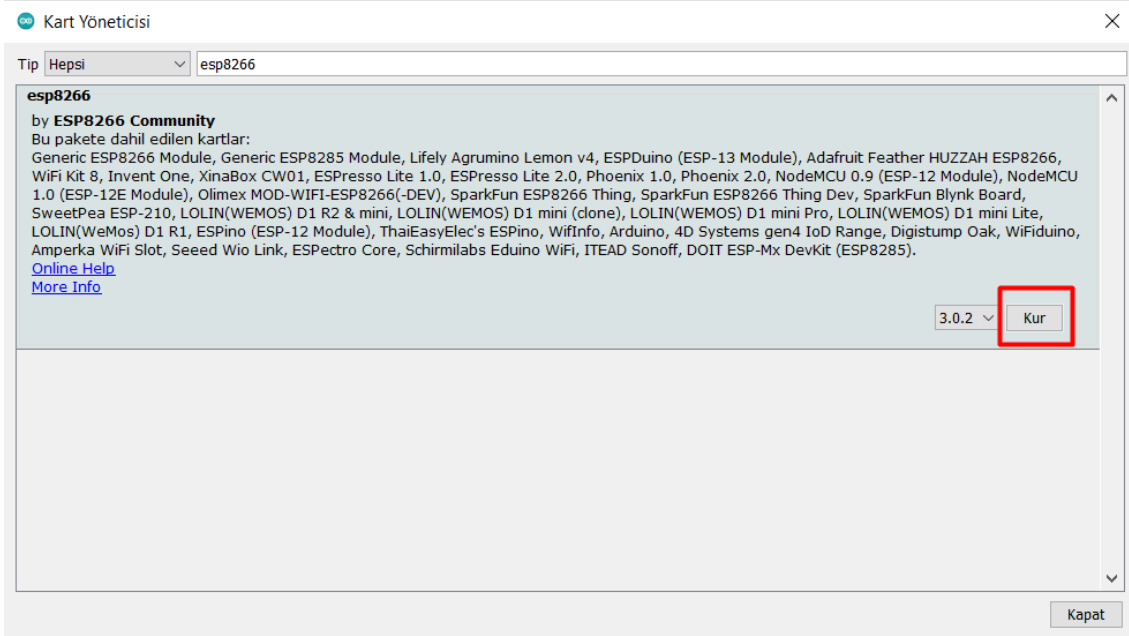 Kart Yöneticisi
Tip Hepsi esp8266
esp8266
by ESP8266 Community
Bu pakete dahil edilen kartlar:
Generic ESP8266 Module, Generic ESP8285 Module, Lifely Agrumino Lemon v4, ESPDuino (ESP-13 Module), Adafruit Feather HUZZAH ESP8266,
WiFi Kit 8, Invent One, XinaBox CW01, ESPresso Lite 1.0, ESPresso Lite 2.0, Phoenix 1.0, Phoenix 2.0, NodeMCU 0.9 (ESP-12 Module), NodeMCU
1.0 (ESP-12E Module), Olimex MOD-WIFI-ESP8266(-DEV), SparkFun ESP8266 Thing, SparkFun ESP8266 Thing Dev, SparkFun Blynk Board,
SweetPea ESP-210, LOLIN(WEMOS) D1 R2 & mini, LOLIN(WEMOS) D1 mini (clone), LOLIN(WEMOS) D1 mini Pro, LOLIN(WEMOS) D1 mini Lite,
LOLIN(WeMos) D1 R1, ESPino (ESP-12 Module), ThaiEasyElec's ESPino, WifInfo, Arduino, 4D Systems gen4 IoD Range, Digistump Oak, WiFiduino,
Amperka WiFi Slot, Seeed Wio Link, ESPectro Core, Schirmilabs Eduino WiFi, ITEAD Sonoff, DOIT ESP-Mx DevKit (ESP8285).
Online Help
More Info
3.0.2 Kur
Kapat